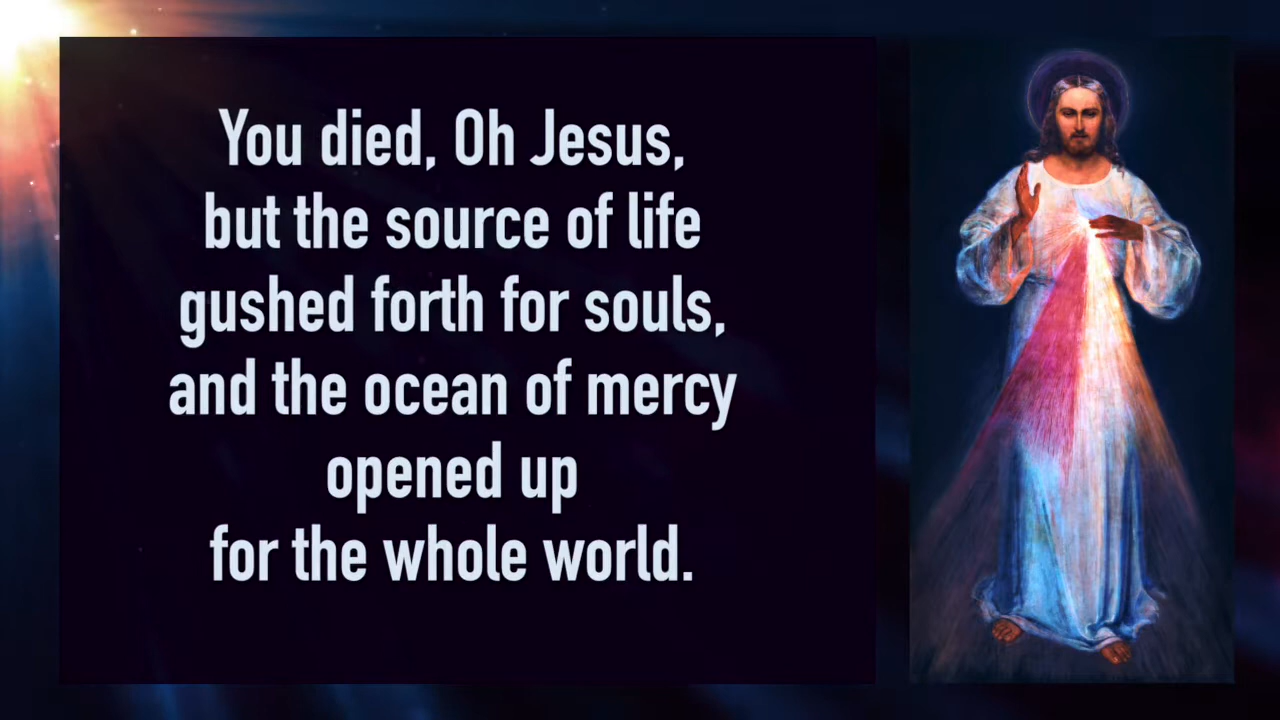 You died, Oh Jesus,
but the source of life
gushed forth for souls,
and the ocean of mercy
opened up
for the whole world.